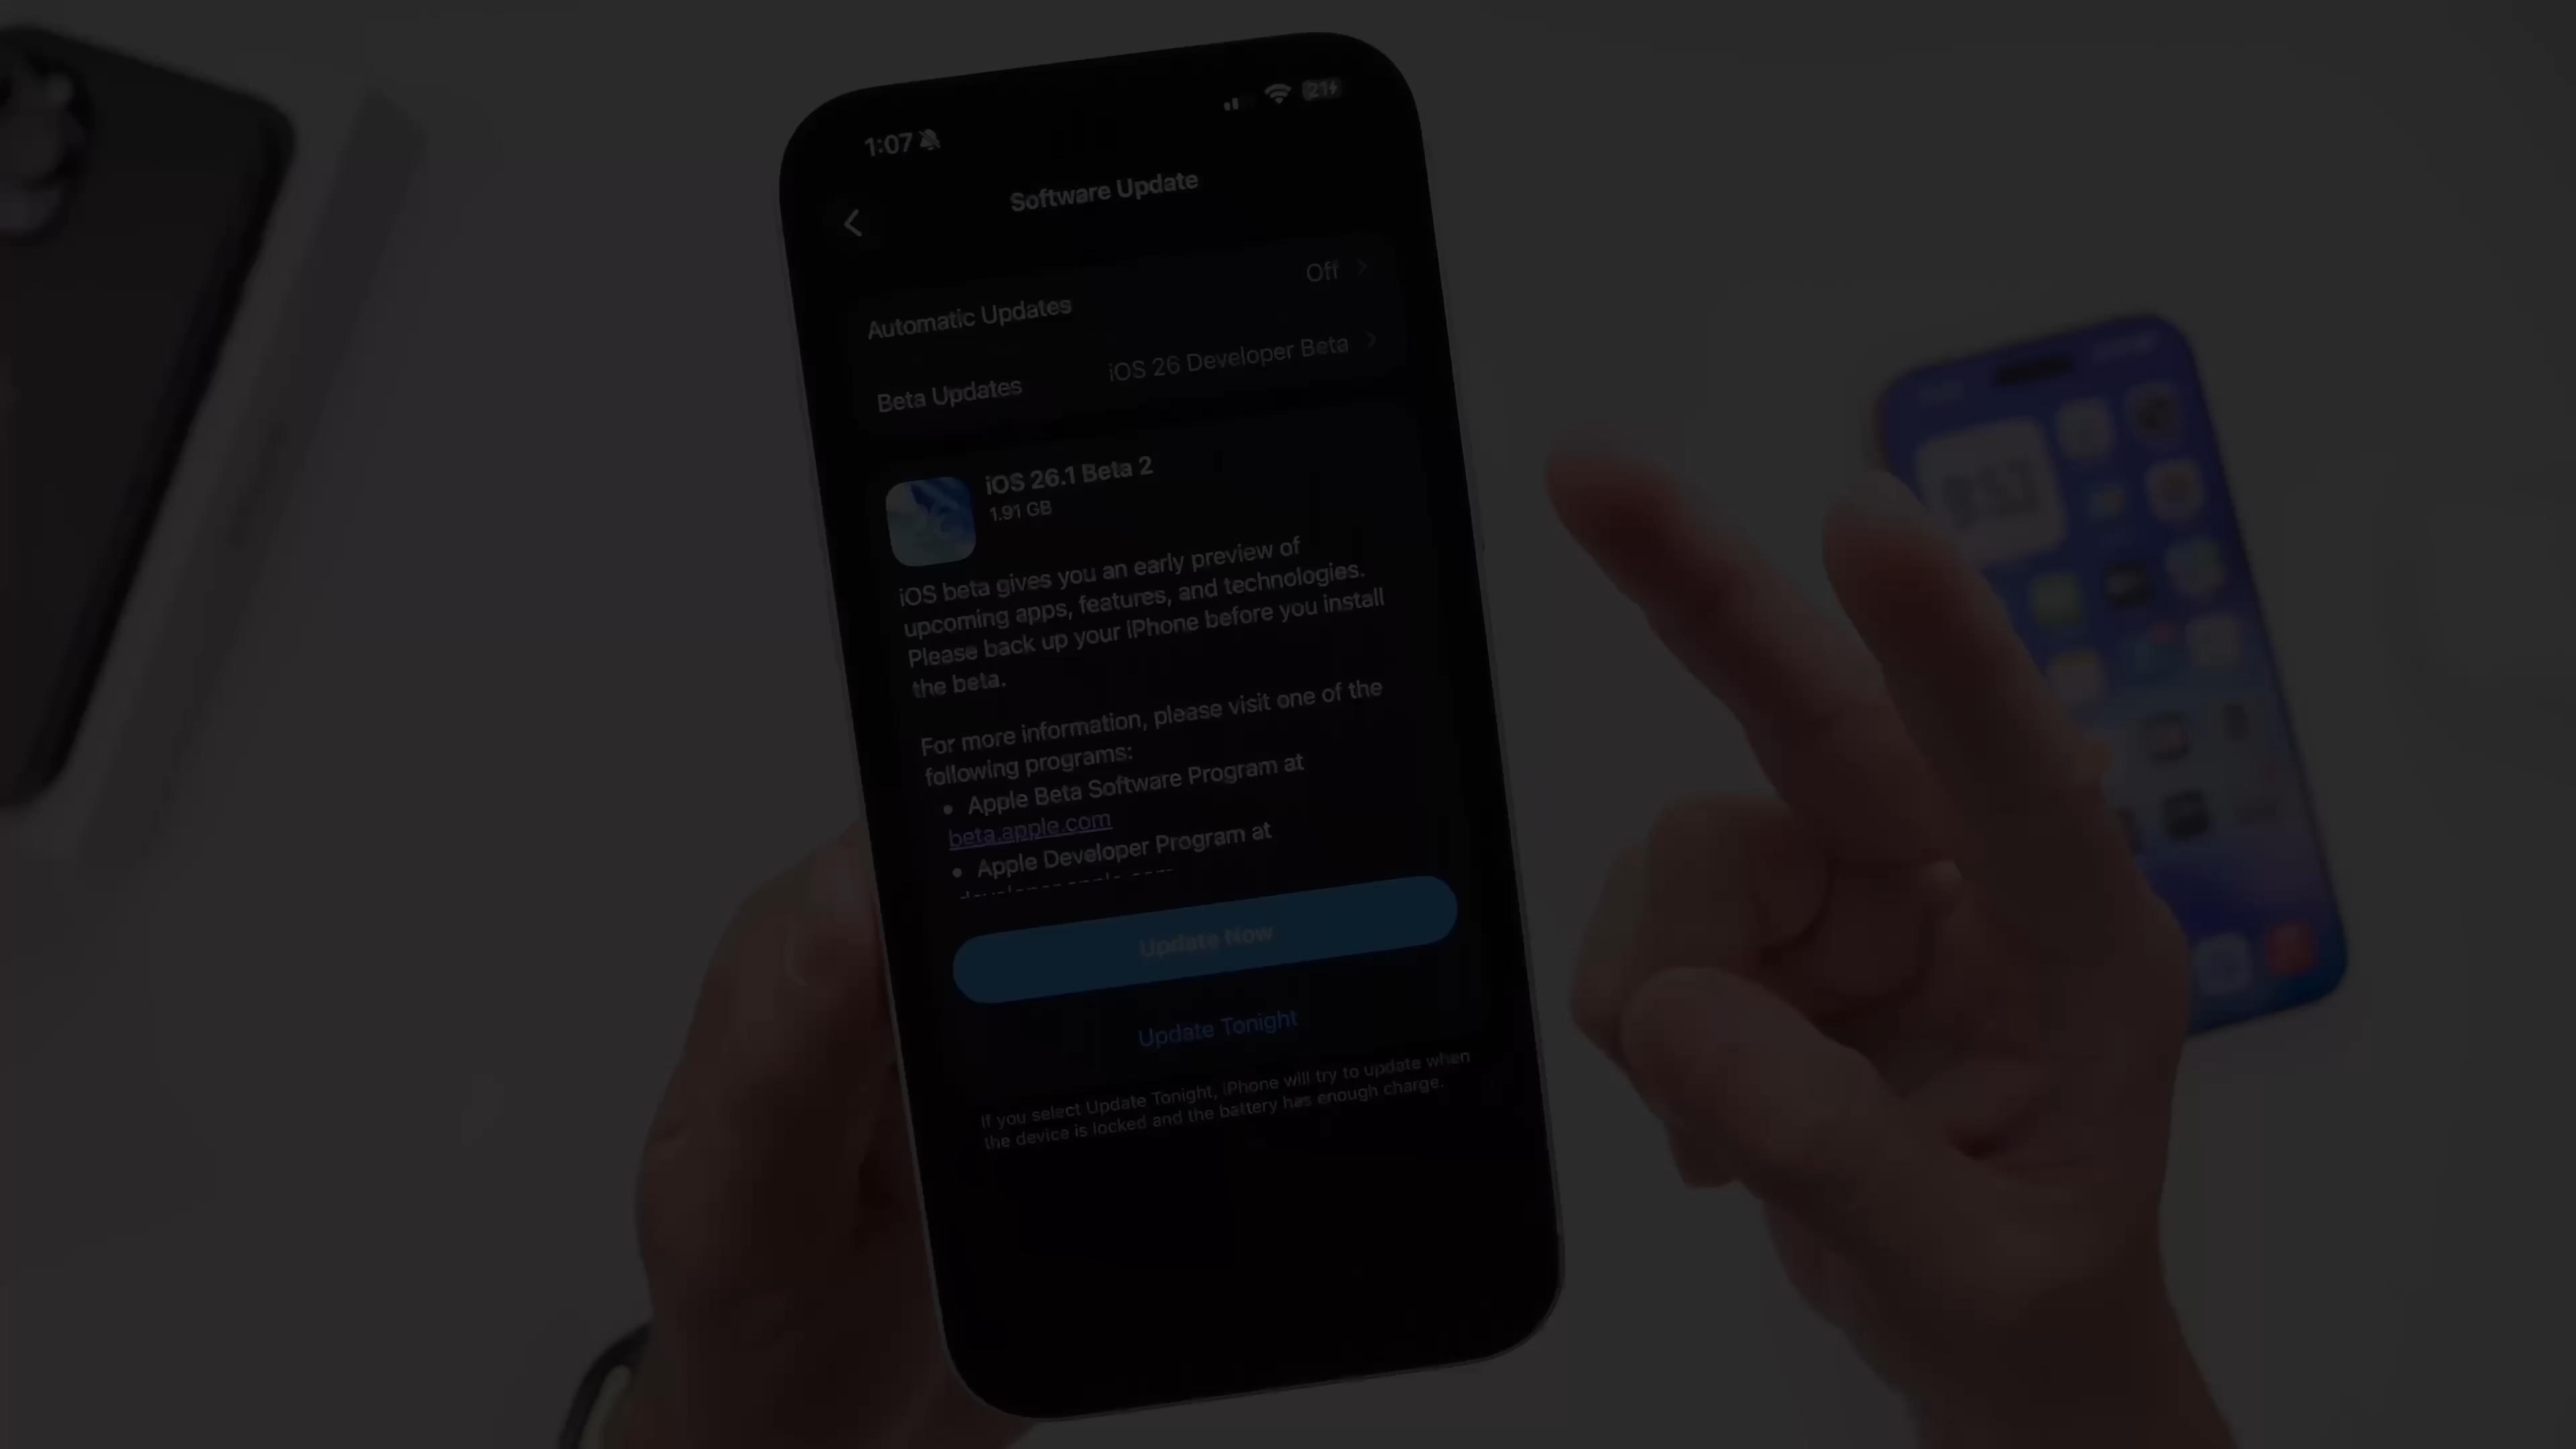 1:07
21
Software Update
Automatic Updates
Off
Beta Updates
iOS 26 Developer Beta
iOS 26.1 Beta 2
1.91 GB
iOS beta gives you an early preview of
upcoming apps, features, and technologies.
Please back up your iPhone before you install
the beta.
For more information, please visit one of the
following programs:
• Apple Beta Software Program at
beta.apple.com
• Apple Developer Program at
developer.apple.com
Update Now
Update Tonight
If you select Update Tonight, iPhone will try to update when
the device is locked and the battery has enough charge.